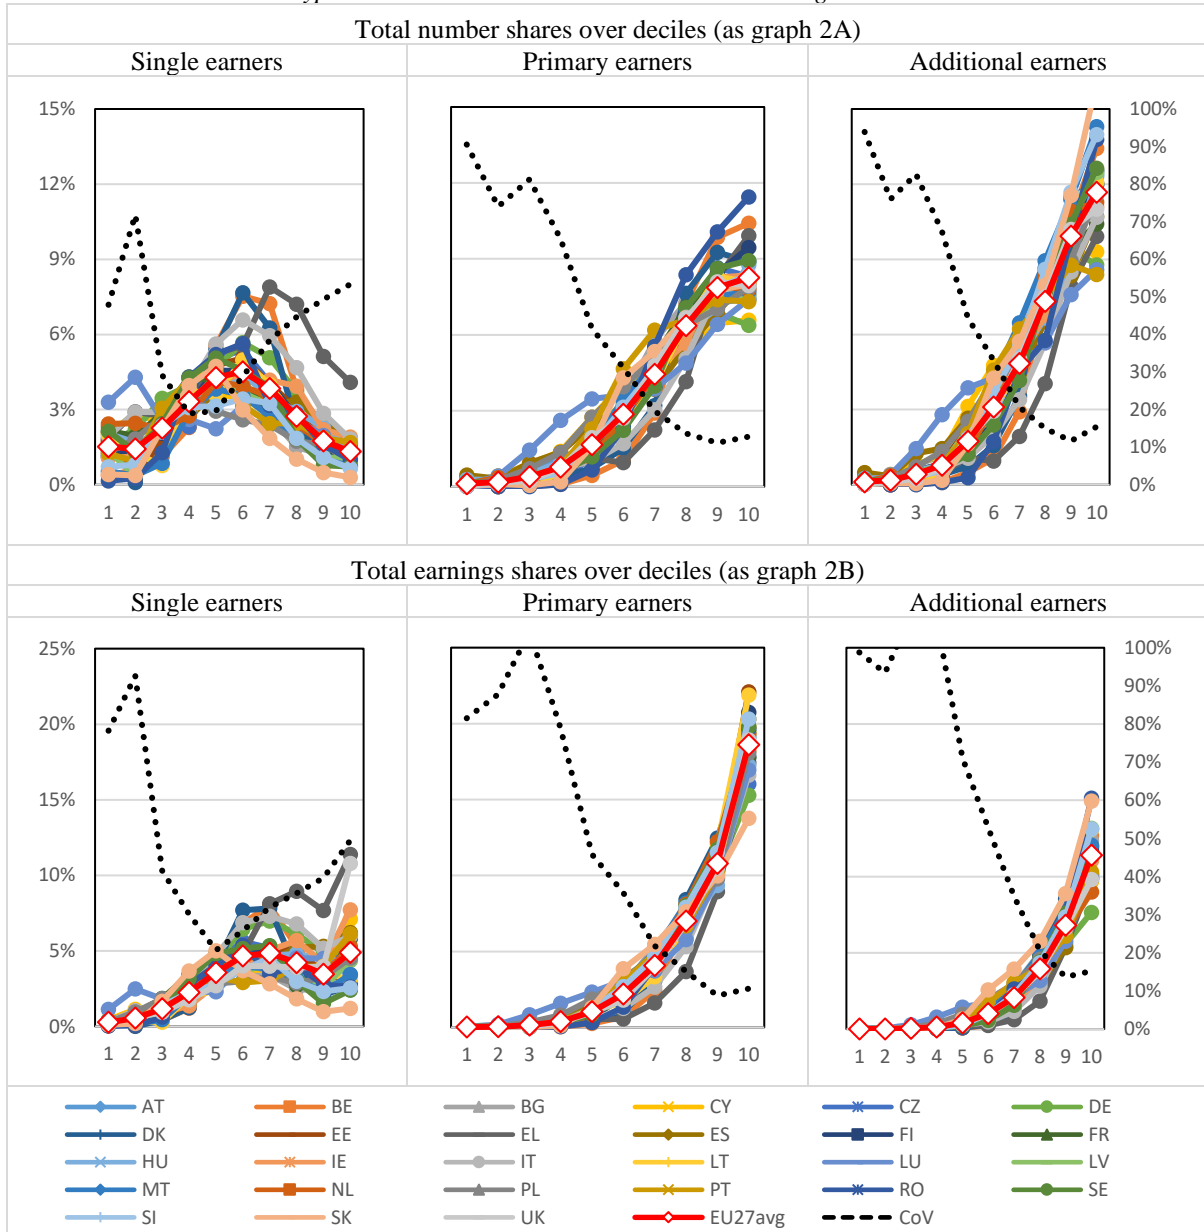 Total number shares over deciles (as graph 2A)
Single earners Primary earners Additional earners
15% 100%
90%
12% 80%
70%
9% 60%
50%
6% 40%
30%
3% 20%
10%
0% 0%
1 2 3 4 5 6 7 8 9 10 1 2 3 4 5 6 7 8 9 10 1 2 3 4 5 6 7 8 9 10
Total earnings shares over deciles (as graph 2B)
Single earners Primary earners Additional earners
25% 100%
90%
20% 80%
70%
15% 60%
50%
10% 40%
30%
5% 20%
10%
0% 0%
1 2 3 4 5 6 7 8 9 10 1 2 3 4 5 6 7 8 9 10 1 2 3 4 5 6 7 8 9 10
AT BE BG CY CZ DE
DK EE EL ES FI FR
HU IE IT LT LU LV
MT NL PL PT RO SE
SI SK UK EU27avg CoV